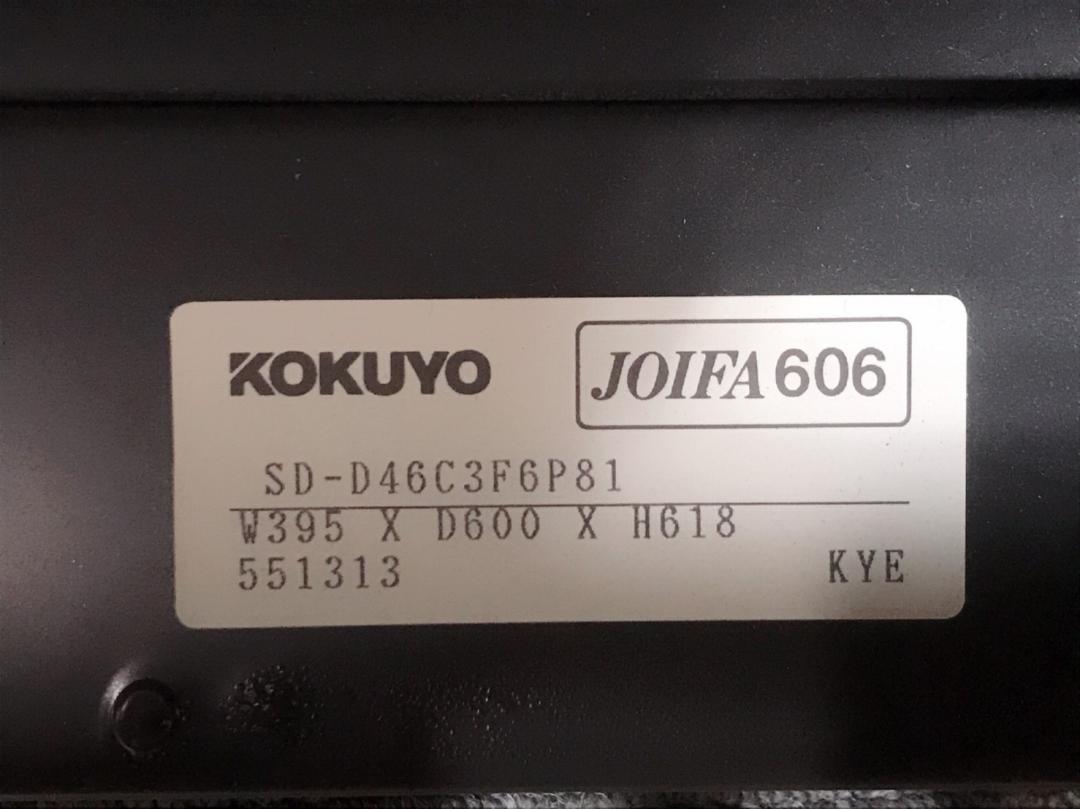 KOKUYO JOIFA 606
SD-D46C3F6P81
W395 X D600 X H618
551313 KYE